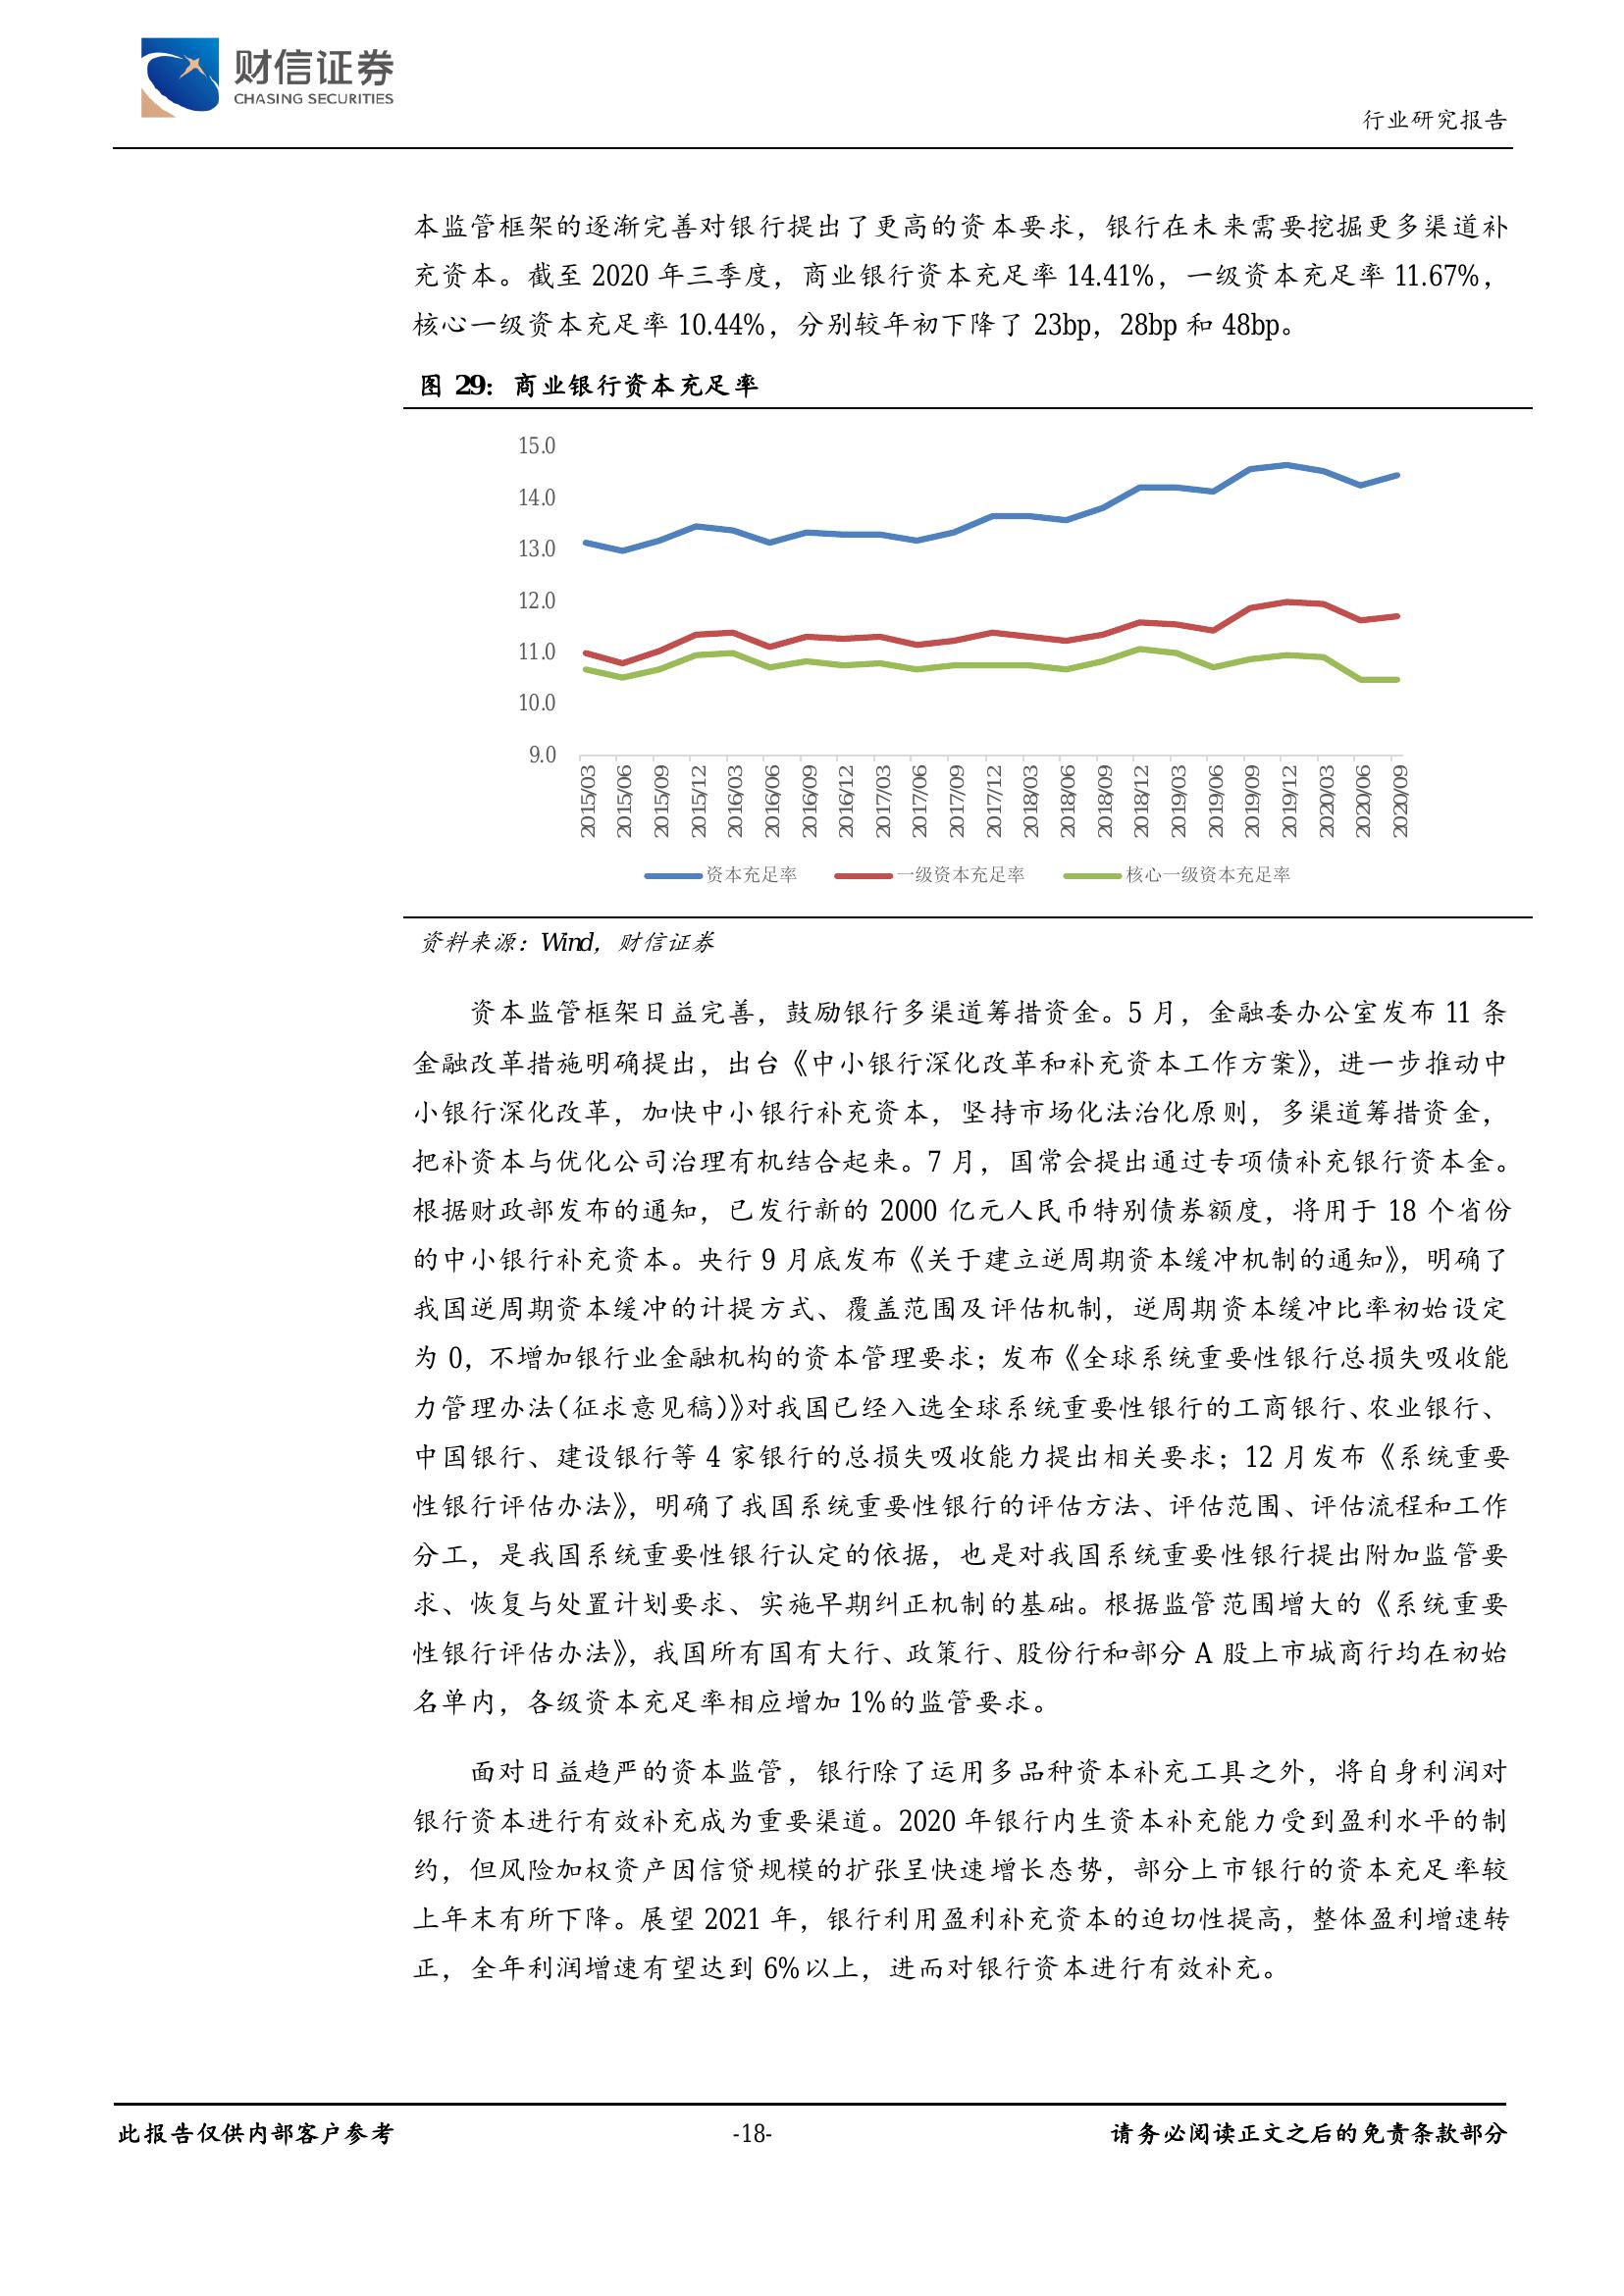 财信证券
CHASING SECURITIES
行业研究报告
本监管框架的逐渐完善对银行提出了更高的资本要求，银行在未来需要挖掘更多渠道补
充资本。截至 2020 年三季度，商业银行资本充足率 14.41%，一级资本充足率 11.67%，
核心一级资本充足率 10.44%，分别较年初下降了 23bp，28bp 和 48bp。
图 29：商业银行资本充足率
15.0
14.0
13.0
12.0
11.0
10.0
9.0
2015/03
2015/06
2015/09
2015/12
2016/03
2016/06
2016/09
2016/12
2017/03
2017/06
2017/09
2017/12
2018/03
2018/06
2018/09
2018/12
2019/03
2019/06
2019/09
2019/12
2020/03
2020/06
2020/09
资本充足率 一级资本充足率 核心一级资本充足率
资料来源：Wind，财信证券
资本监管框架日益完善，鼓励银行多渠道筹措资金。5 月，金融委办公室发布 11 条
金融改革措施明确提出，出台《中小银行深化改革和补充资本工作方案》，进一步推动中
小银行深化改革，加快中小银行补充资本，坚持市场化法治化原则，多渠道筹措资金，
把补资本与优化公司治理有机结合起来。7 月，国常会提出通过专项债补充银行资本金。
根据财政部发布的通知，已发行新的 2000 亿元人民币特别债券额度，将用于 18 个省份
的中小银行补充资本。央行 9 月底发布《关于建立逆周期资本缓冲机制的通知》，明确了
我国逆周期资本缓冲的计提方式、覆盖范围及评估机制，逆周期资本缓冲比率初始设定
为 0，不增加银行业金融机构的资本管理要求；发布《全球系统重要性银行总损失吸收能
力管理办法（征求意见稿）》对我国已经入选全球系统重要性银行的工商银行、农业银行、
中国银行、建设银行等 4 家银行的总损失吸收能力提出相关要求；12 月发布《系统重要
性银行评估办法》，明确了我国系统重要性银行的评估方法、评估范围、评估流程和工作
分工，是我国系统重要性银行认定的依据，也是对我国系统重要性银行提出附加监管要
求、恢复与处置计划要求、实施早期纠正机制的基础。根据监管范围增大的《系统重要
性银行评估办法》，我国所有国有大行、政策行、股份行和部分 A 股上市城商行均在初始
名单内，各级资本充足率相应增加 1%的监管要求。
面对日益趋严的资本监管，银行除了运用多品种资本补充工具之外，将自身利润对
银行资本进行有效补充成为重要渠道。2020 年银行内生资本补充能力受到盈利水平的制
约，但风险加权资产因信贷规模的扩张呈快速增长态势，部分上市银行的资本充足率较
上年末有所下降。展望 2021 年，银行利用盈利补充资本的迫切性提高，整体盈利增速转
正，全年利润增速有望达到 6%以上，进而对银行资本进行有效补充。
此报告仅供内部客户参考 -18- 请务必阅读正文之后的免责条款部分